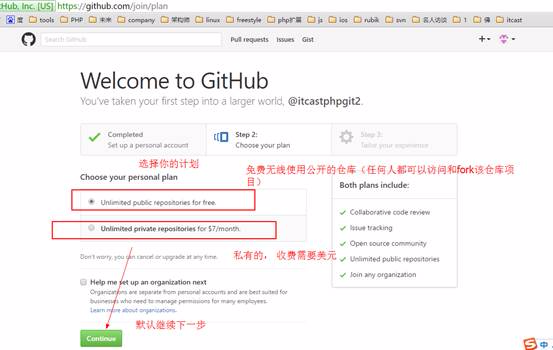 tHub, Inc. [US] https://github.com/join/plan
百度 tools PHP 未来 company 架构师 linux freestyle php扩展 js ios rubik svn 名人访谈 1 佛 itcast
Search GitHub Pull requests Issues Gist
Welcome to GitHub
You've taken your first step into a larger world, @itcastphpgit2.
Completed
Set up a personal account
Step 2:
Choose your plan
Step 3:
Tailor your experience
选择你的计划
免费无线使用公开的仓库（任何人都可以访问和fork该仓库项
目）
Choose your personal plan
Unlimited public repositories for free.
Unlimited private repositories for $7/month.
Both plans include:
Collaborative code review
Issue tracking
Open source community
Unlimited public repositories
Join any organization
私有的， 收费需要美元
Don't worry, you can cancel or upgrade at any time.
Help me set up an organization next
Organizations are separate from personal accounts and are best suited for
businesses who need to manage permissions for many employees.
Learn more about organizations.
默认继续下一步
Continue
中